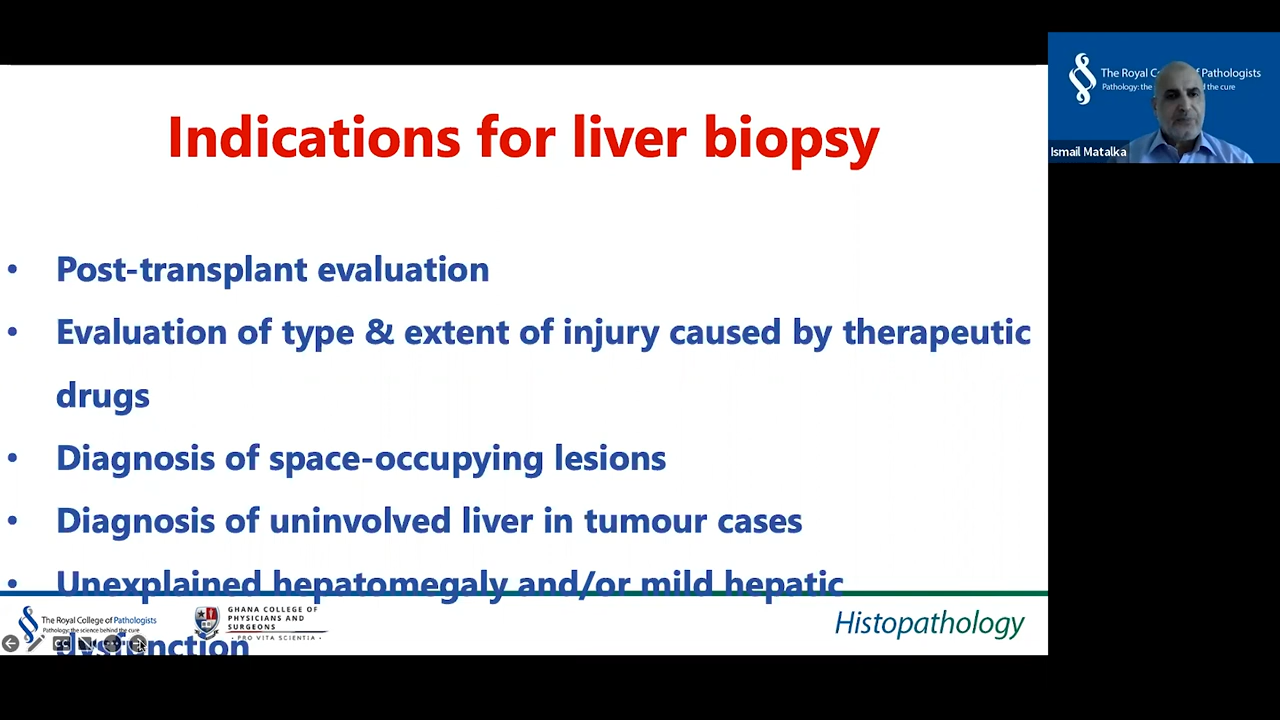 Indications for liver biopsy
• Post-transplant evaluation
• Evaluation of type & extent of injury caused by therapeutic
drugs
• Diagnosis of space-occupying lesions
• Diagnosis of uninvolved liver in tumour cases
• Unexplained hepatomegaly and/or mild hepatic
dysfunction
The Royal College of Pathologists
Pathology: the science behind the cure
GHANA COLLEGE OF
PHYSICIANS AND
SURGEONS
• PRO VITA SCIENTIA •
Histopathology
CC
The Royal C of Pathologists
Pathology: the d the cure
Ismail Matalka